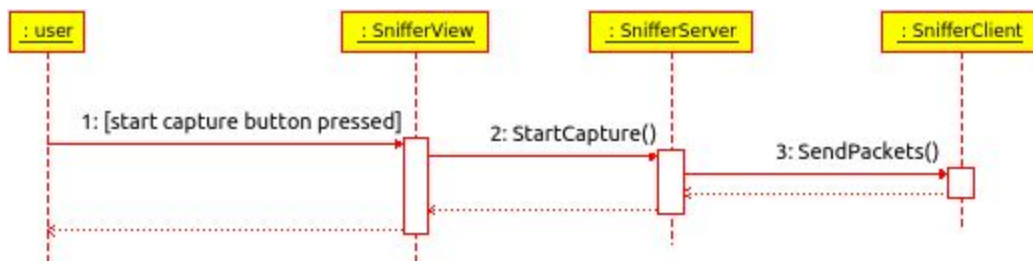 : user
: SnifferView
: SnifferServer
: SnifferClient
1: [start capture button pressed]
2: StartCapture()
3: SendPackets()